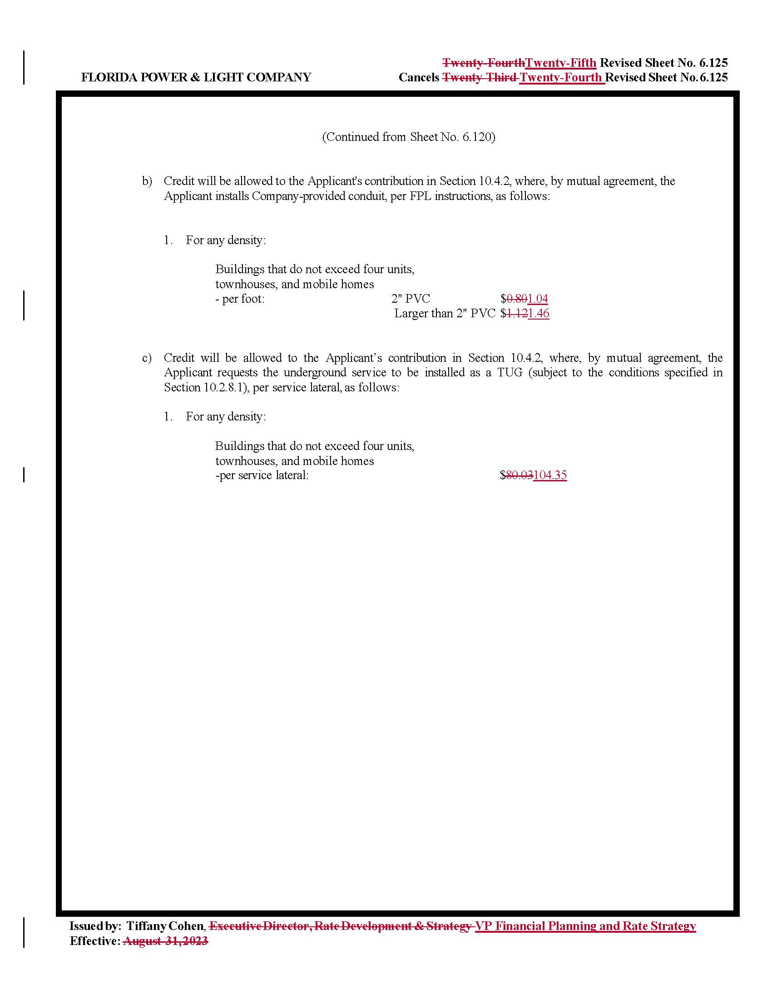 Twenty-FourthTwenty-Fifth Revised Sheet No. 6.125
FLORIDA POWER & LIGHT COMPANY Cancels Twenty Third Twenty-Fourth Revised Sheet No. 6.125
(Continued from Sheet No. 6.120)
b) Credit will be allowed to the Applicant's contribution in Section 10.4.2, where, by mutual agreement, the
Applicant installs Company-provided conduit, per FPL instructions, as follows:
1. For any density:
Buildings that do not exceed four units,
townhouses, and mobile homes
- per foot: 2" PVC $0.801.04
Larger than 2" PVC $1.121.46
c) Credit will be allowed to the Applicant’s contribution in Section 10.4.2, where, by mutual agreement, the
Applicant requests the underground service to be installed as a TUG (subject to the conditions specified in
Section 10.2.8.1), per service lateral, as follows:
1. For any density:
Buildings that do not exceed four units,
townhouses, and mobile homes
-per service lateral: $80.03104.35
Issued by: Tiffany Cohen, Executive Director, Rate Development & Strategy VP Financial Planning and Rate Strategy
Effective: August 31, 2023